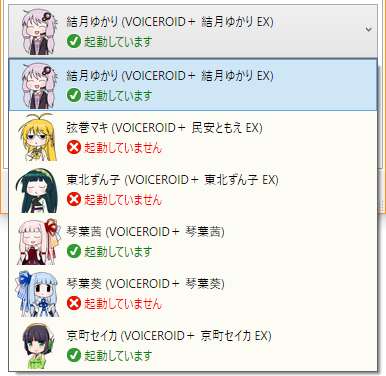 結月ゆかり (VOICEROID＋ 結月ゆかり EX)
起動しています
結月ゆかり (VOICEROID＋ 結月ゆかり EX)
起動しています
弦巻マキ (VOICEROID＋ 民安ともえ EX)
起動していません
東北ずん子 (VOICEROID＋ 東北ずん子 EX)
起動していません
琴葉茜 (VOICEROID＋ 琴葉茜)
起動しています
琴葉葵 (VOICEROID＋ 琴葉葵)
起動していません
京町セイカ (VOICEROID＋ 京町セイカ EX)
起動しています